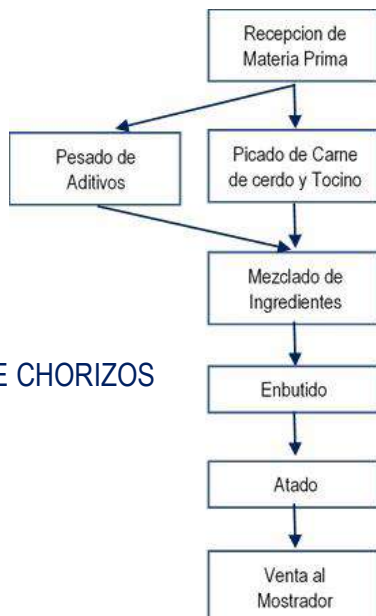 Recepcion de
Materia Prima
Pesado de
Aditivos
Picado de Carne
de cerdo y Tocino
Mezclado de
Ingredientes
E CHORIZOS
Enbutido
Atado
Venta al
Mostrador